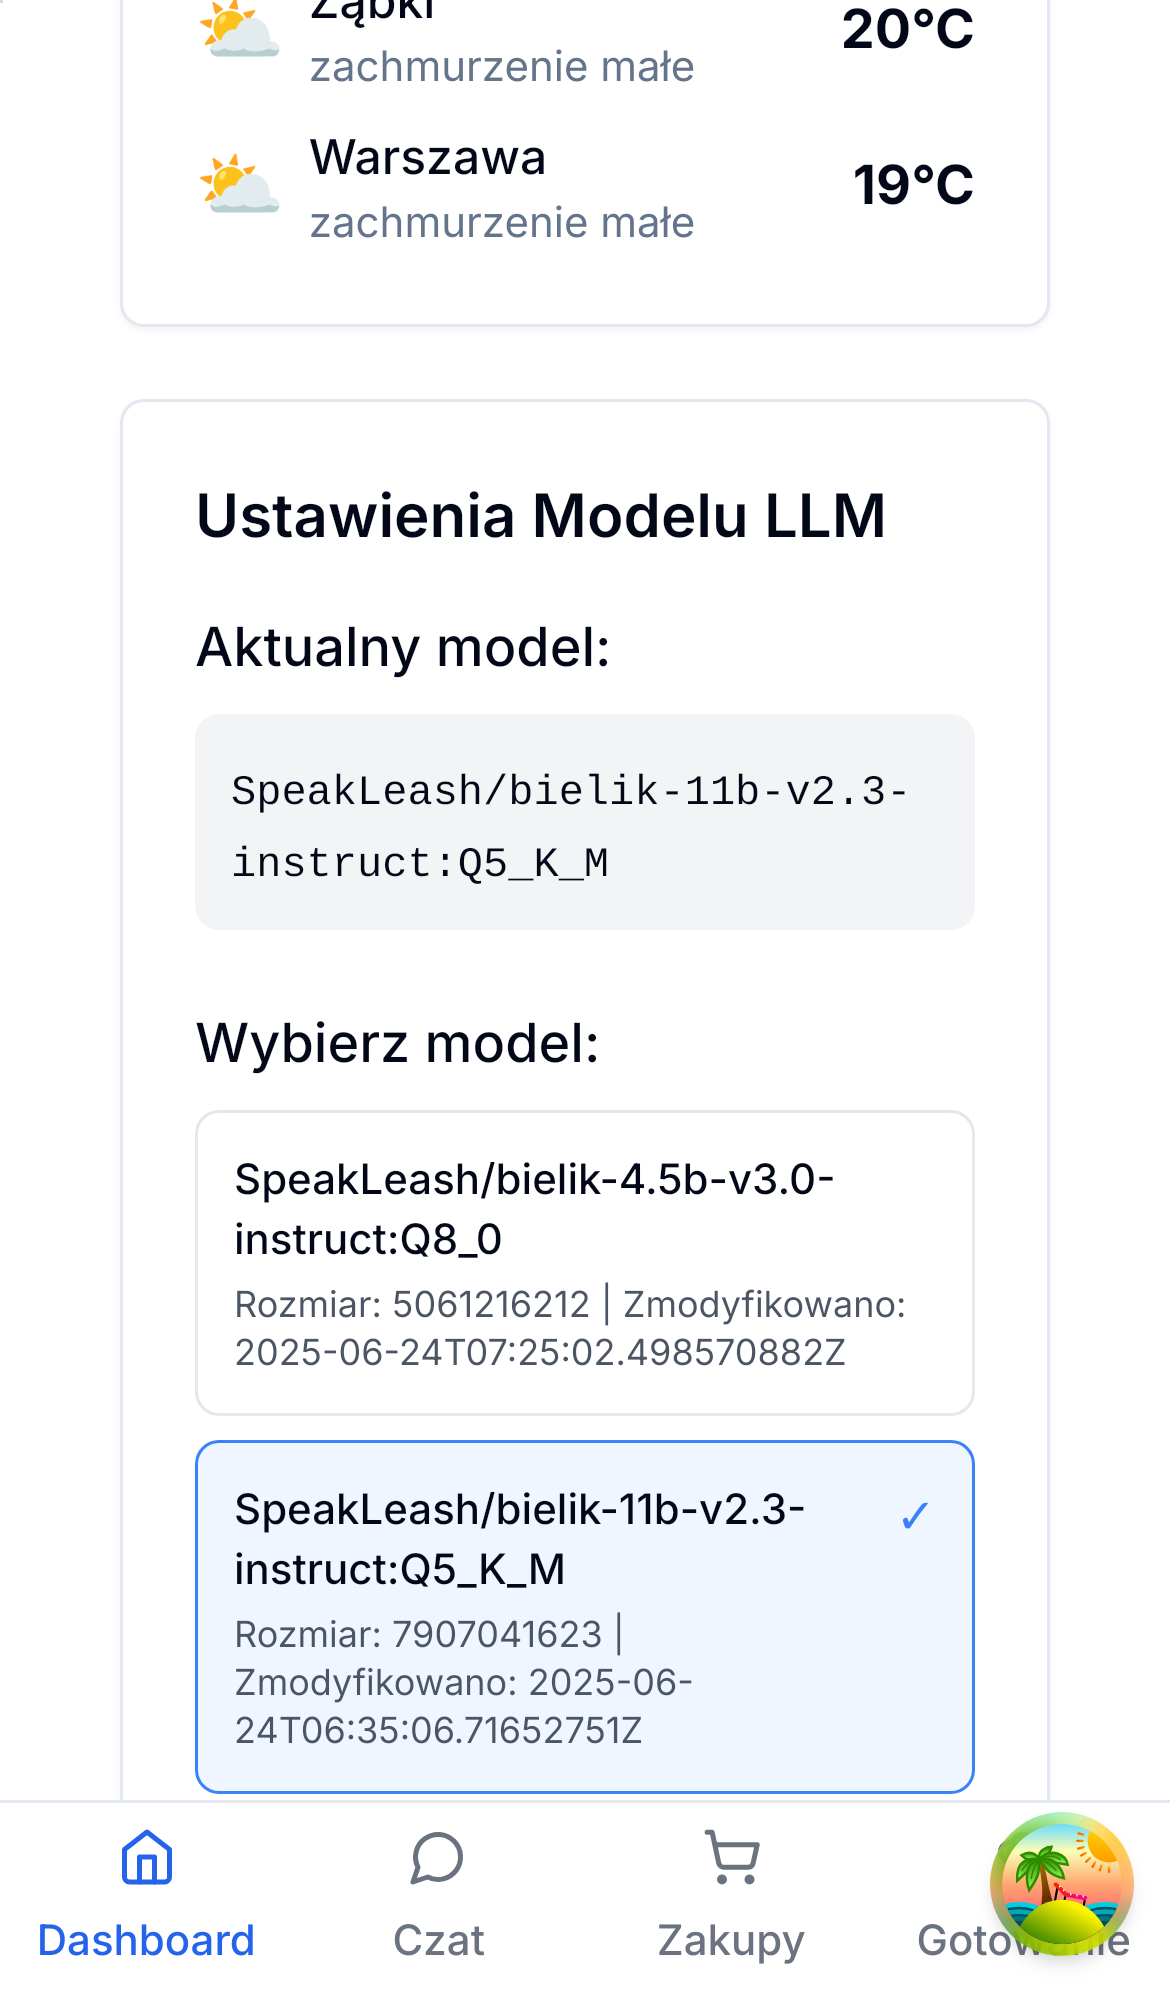 Ząbki
20°C
zachmurzenie małe
Warszawa
19°C
zachmurzenie małe
Ustawienia Modelu LLM
Aktualny model:
SpeakLeash/bielik-11b-v2.3-
instruct:Q5_K_M
Wybierz model:
SpeakLeash/bielik-4.5b-v3.0-
instruct:Q8_0
Rozmiar: 5061216212 | Zmodyfikowano:
2025-06-24T07:25:02.498570882Z
SpeakLeash/bielik-11b-v2.3-
instruct:Q5_K_M
✓
Rozmiar: 7907041623 |
Zmodyfikowano: 2025-06-
24T06:35:06.71652751Z
Dashboard
Czat
Zakupy
Gotowanie